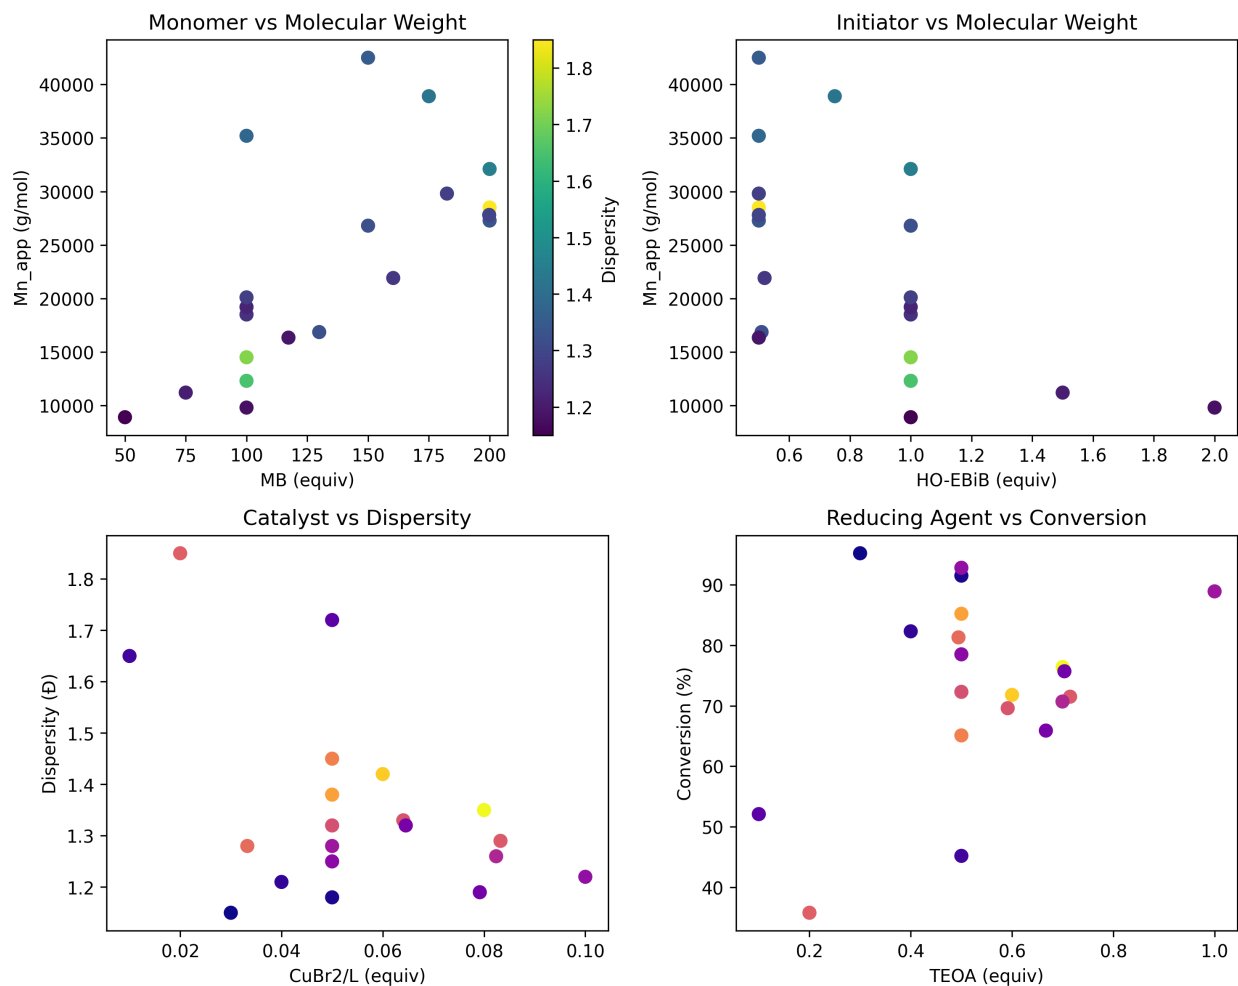 Monomer vs Molecular Weight
Mn_app (g/mol)
40000
35000
30000
25000
20000
15000
10000
50 75 100 125 150 175 200
MB (equiv)
1.8
1.7
1.6
1.5
1.4
1.3
1.2
Dispersity
Initiator vs Molecular Weight
Mn_app (g/mol)
40000
35000
30000
25000
20000
15000
10000
0.6 0.8 1.0 1.2 1.4 1.6 1.8 2.0
HO-EBiB (equiv)
Catalyst vs Dispersity
Dispersity (Đ)
1.8
1.7
1.6
1.5
1.4
1.3
1.2
0.02 0.04 0.06 0.08 0.10
CuBr2/L (equiv)
Reducing Agent vs Conversion
Conversion (%)
90
80
70
60
50
40
0.2 0.4 0.6 0.8 1.0
TEOA (equiv)